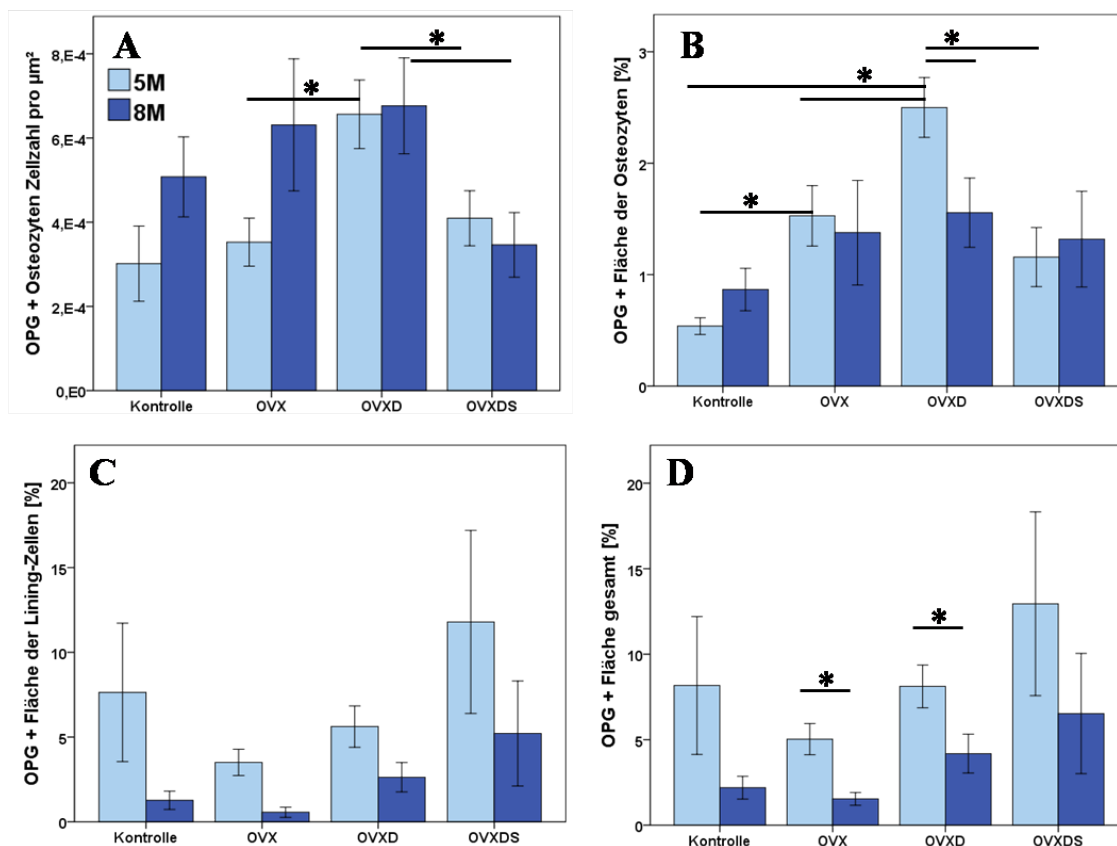 A
5M
8M
OPG + Osteozyten Zellzahl pro µm²
8,E-4
6,E-4
4,E-4
2,E-4
0,E0
*
*
Kontrolle OVX OVXD OVXDS
B
OPG + Fläche der Osteozyten [%]
3
2
1
0
*
*
*
Kontrolle OVX OVXD OVXDS
C
OPG + Fläche der Lining-Zellen [%]
20
15
10
5
0
Kontrolle OVX OVXD OVXDS
D
OPG + Fläche gesamt [%]
20
15
10
5
0
*
*
Kontrolle OVX OVXD OVXDS